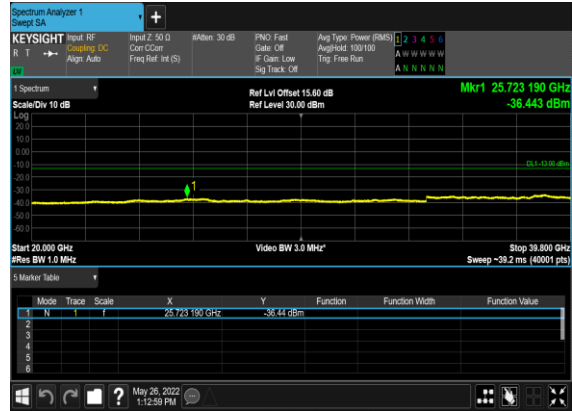 Spectrum Analyzer 1
Swept SA
+
KEYSIGHT Input: RF Input Z: 50 Ω #Atten: 30 dB PNO: Fast Avg Type: Power (RMS) 1 2 3 4 5 6
R T Coupling: DC Corr CCorr Gate: Off Avg|Hold: 100/100 A W W W W W
Align: Auto Freq Ref: Int (S) IF Gain: Low Trig: Free Run
Sig Track: Off A N N N N N
1 Spectrum Ref Lvl Offset 15.60 dB Mkr1 25.723 190 GHz
Scale/Div 10 dB Ref Level 30.00 dBm -36.443 dBm
Log
20.0
10.0
0.00
DL1 -13.00 dBm
-10.0
-20.0
1
-30.0
-40.0
-50.0
-60.0
Start 20.000 GHz Video BW 3.0 MHz* Stop 39.800 GHz
#Res BW 1.0 MHz Sweep ~39.2 ms (40001 pts)
5 Marker Table
Mode Trace Scale X Y Function Function Width Function Value
1 N 1 f 25.723 190 GHz -36.44 dBm
2
3
4
5
6
? May 26, 2022
1:12:59 PM